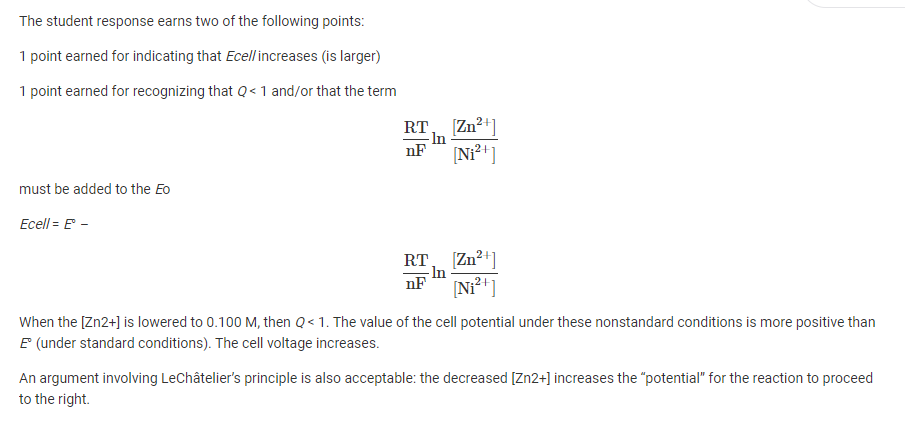 The student response earns two of the following points:
1 point earned for indicating that Ecell increases (is larger)
1 point earned for recognizing that Q < 1 and/or that the term
RT/nF ln [Zn²⁺]/[Ni²⁺]
must be added to the Eo
Ecell = E° −
RT/nF ln [Zn²⁺]/[Ni²⁺]
When the [Zn2+] is lowered to 0.100 M, then Q < 1. The value of the cell potential under these nonstandard conditions is more positive than
E° (under standard conditions). The cell voltage increases.
An argument involving LeChâtelier's principle is also acceptable: the decreased [Zn2+] increases the “potential” for the reaction to proceed
to the right.